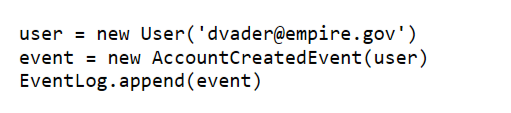 user = new User('dvader@empire.gov')
event = new AccountCreatedEvent(user)
EventLog.append(event)